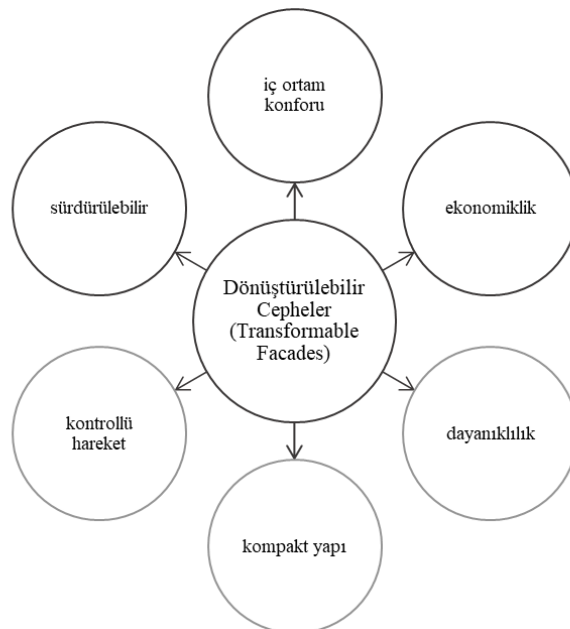 iç ortam
konforu
sürdürülebilir
ekonomiklik
Dönüştürülebilir
Cepheler
(Transformable
Facades)
kontrollü
hareket
dayanıklılık
kompakt yapı